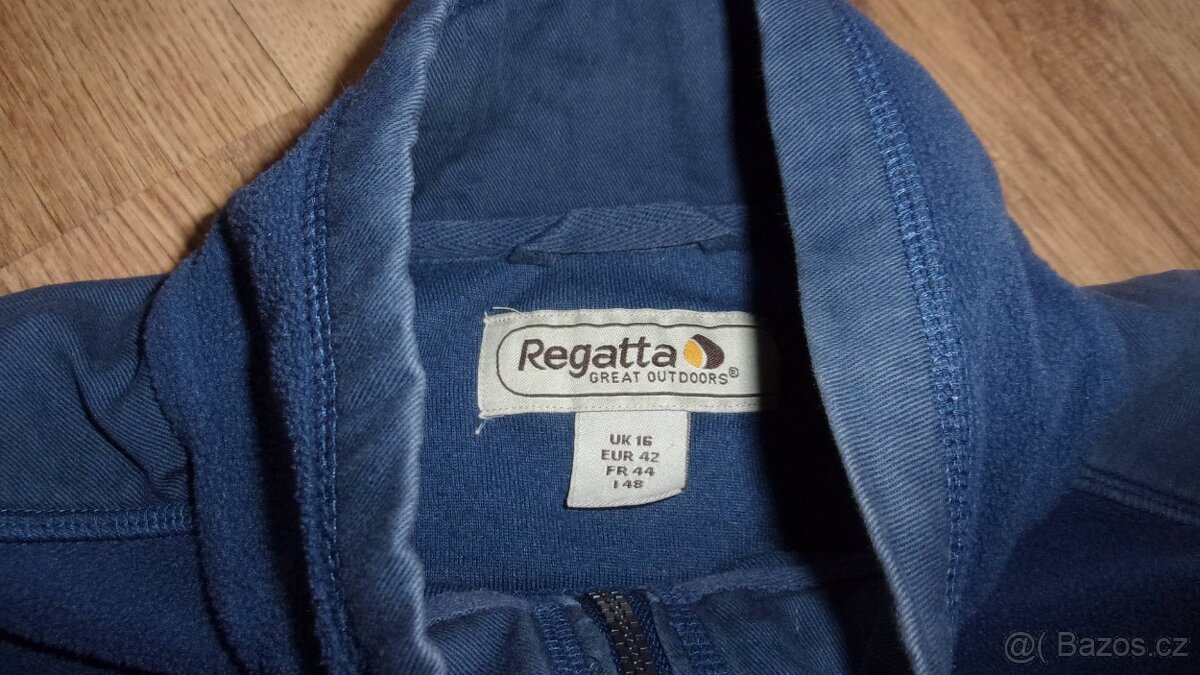 Regatta
GREAT OUTDOORS®
UK 16
EUR 42
FR 44
I 48
@( Bazos.cz